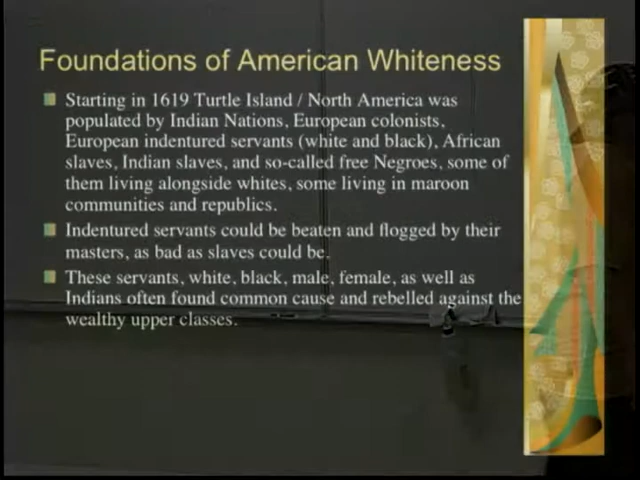 Foundations of American Whiteness
Starting in 1619 Turtle Island / North America was
populated by Indian Nations, European colonists,
European indentured servants (white and black), African
slaves, Indian slaves, and so-called free Negroes, some of
them living alongside whites, some living in maroon
communities and republics.
Indentured servants could be beaten and flogged by their
masters, as bad as slaves could be.
These servants, white, black, male, female, as well as
Indians often found common cause and rebelled against the
wealthy upper classes.